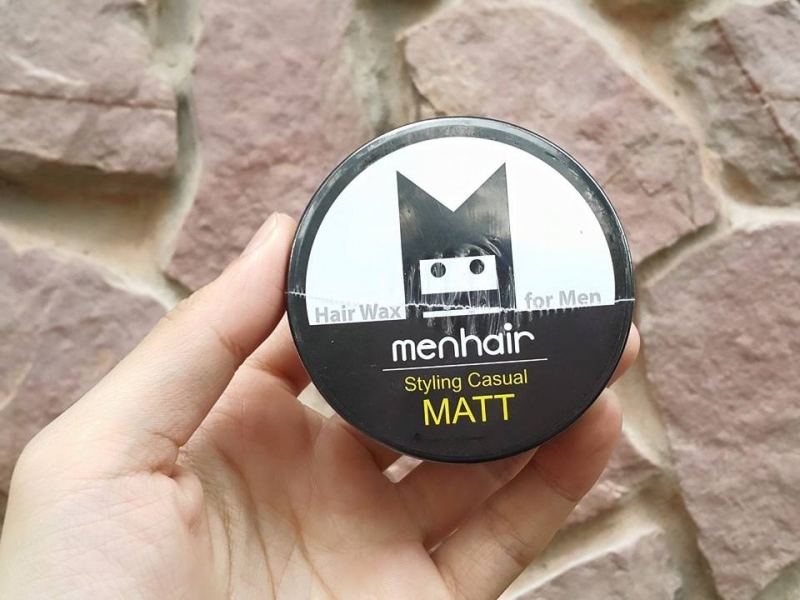 Hair Wax for Men
menhair
Styling Casual
MATT